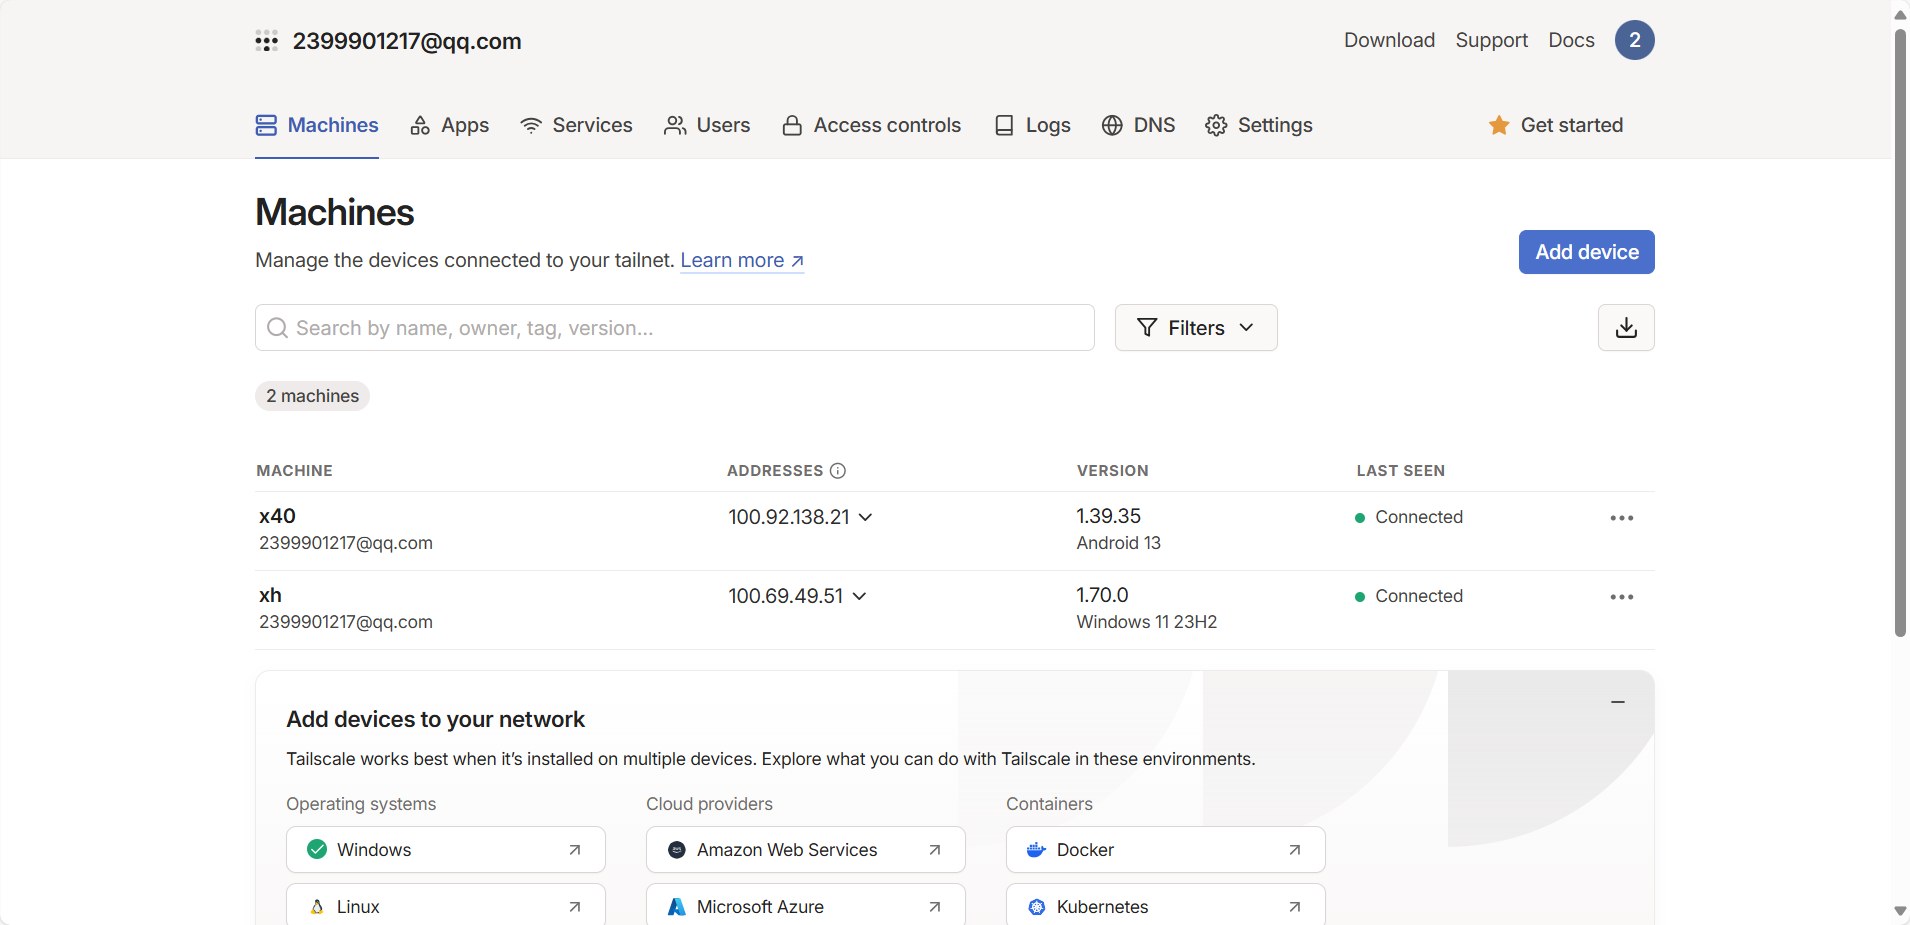 2399901217@qq.com
Download Support Docs 2
Machines Apps Services Users Access controls Logs DNS Settings Get started
Machines
Manage the devices connected to your tailnet. Learn more ↗
Add device
Search by name, owner, tag, version...
Filters
2 machines
MACHINE ADDRESSES VERSION LAST SEEN
x40 100.92.138.21 1.39.35 Connected
2399901217@qq.com Android 13
xh 100.69.49.51 1.70.0 Connected
2399901217@qq.com Windows 11 23H2
Add devices to your network
Tailscale works best when it’s installed on multiple devices. Explore what you can do with Tailscale in these environments.
Operating systems Cloud providers Containers
Windows aws Amazon Web Services Docker
Linux Microsoft Azure Kubernetes